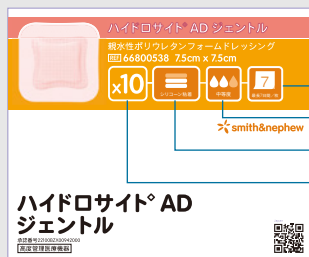 ハイドロサイト◇ AD ジェントル
親水性ポリウレタンフォームドレッシング
REF 66800538 7.5cm x 7.5cm
x10
シリコーン粘着
中程度
7
smith&nephew
ハイドロサイト◇ AD
ジェントル
高度管理医療機器